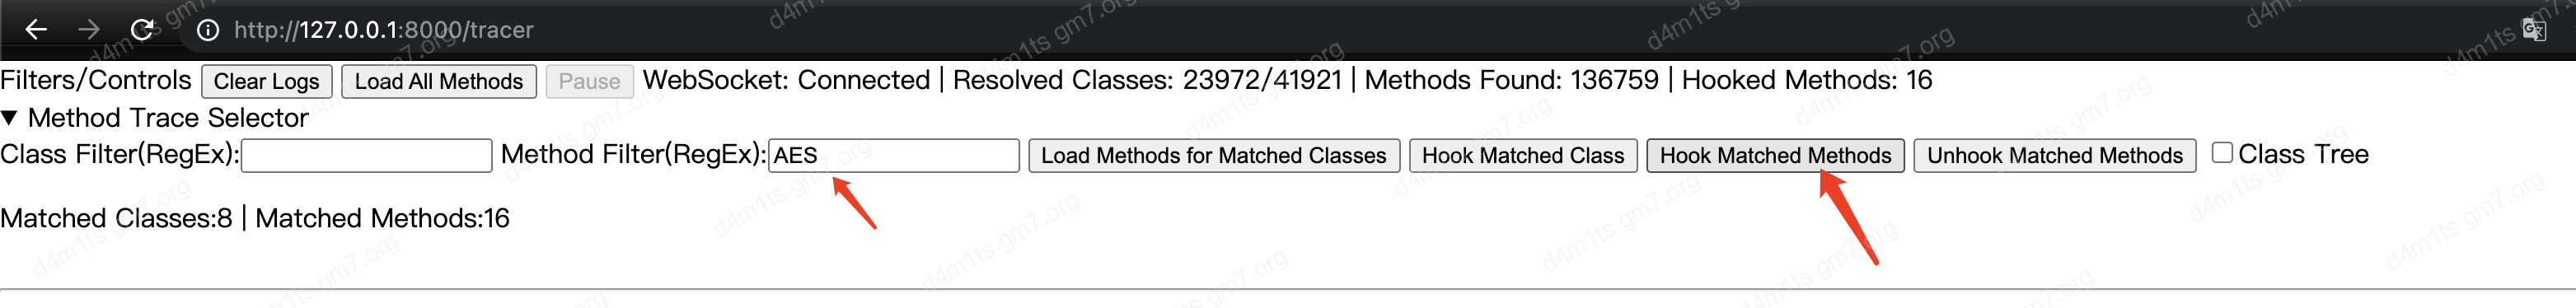 http://127.0.0.1:8000/tracer
Filters/Controls Clear Logs Load All Methods Pause WebSocket: Connected | Resolved Classes: 23972/41921 | Methods Found: 136759 | Hooked Methods: 16
▼ Method Trace Selector
Class Filter(RegEx): Method Filter(RegEx): AES Load Methods for Matched Classes Hook Matched Class Hook Matched Methods Unhook Matched Methods Class Tree
Matched Classes:8 | Matched Methods:16
d4m1ts gm7.org